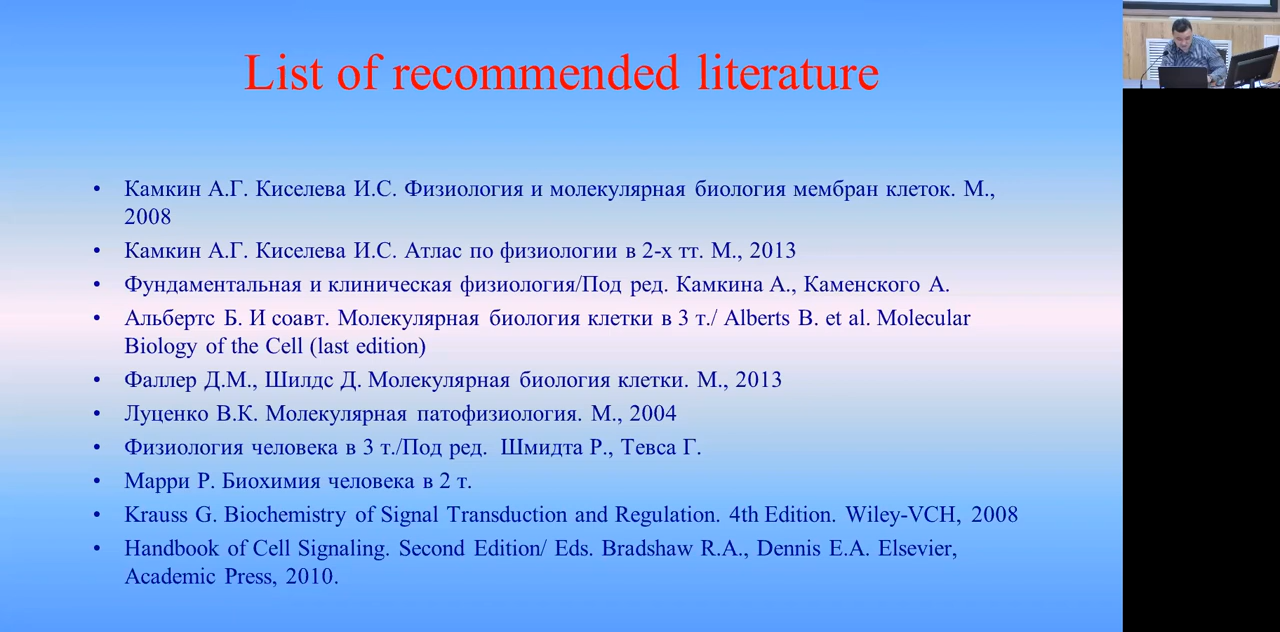 List of recommended literature
• Камкин А.Г. Киселева И.С. Физиология и молекулярная биология мембран клеток. М.,
2008
• Камкин А.Г. Киселева И.С. Атлас по физиологии в 2-х тт. М., 2013
• Фундаментальная и клиническая физиология/Под ред. Камкина А., Каменского А.
• Альбертс Б. И соавт. Молекулярная биология клетки в 3 т./ Alberts B. et al. Molecular
Biology of the Cell (last edition)
• Фаллер Д.М., Шилдс Д. Молекулярная биология клетки. М., 2013
• Луценко В.К. Молекулярная патофизиология. М., 2004
• Физиология человека в 3 т./Под ред. Шмидта Р., Тевса Г.
• Марри Р. Биохимия человека в 2 т.
• Krauss G. Biochemistry of Signal Transduction and Regulation. 4th Edition. Wiley-VCH, 2008
• Handbook of Cell Signaling. Second Edition/ Eds. Bradshaw R.A., Dennis E.A. Elsevier,
Academic Press, 2010.